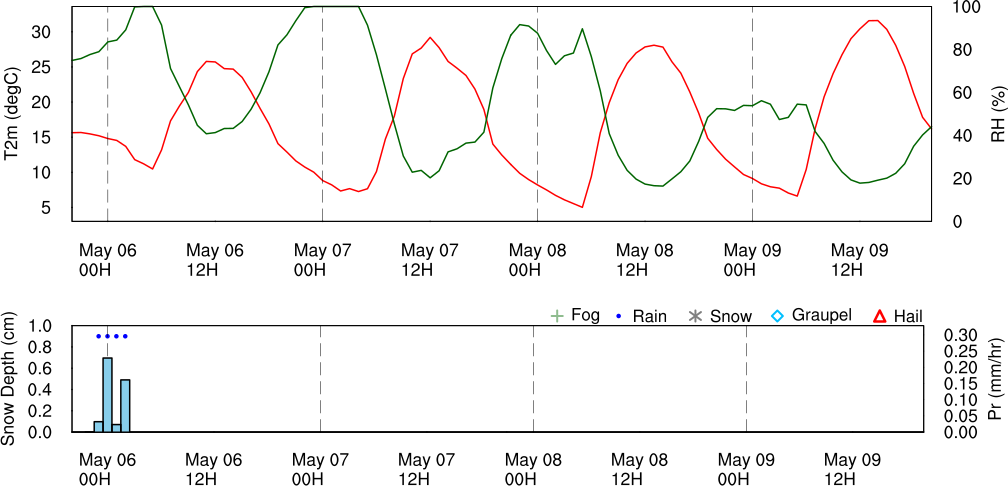 T2m (degC)
30
25
20
15
10
5
100
80
60
40
20
0
RH (%)
May 06 May 06 May 07 May 07 May 08 May 08 May 09 May 09
00H 12H 00H 12H 00H 12H 00H 12H
Fog Rain Snow Graupel Hail
Snow Depth (cm)
1.0
0.8
0.6
0.4
0.2
0.0
0.30
0.25
0.20
0.15
0.10
0.05
0.00
Pr (mm/hr)
May 06 May 06 May 07 May 07 May 08 May 08 May 09 May 09
00H 12H 00H 12H 00H 12H 00H 12H